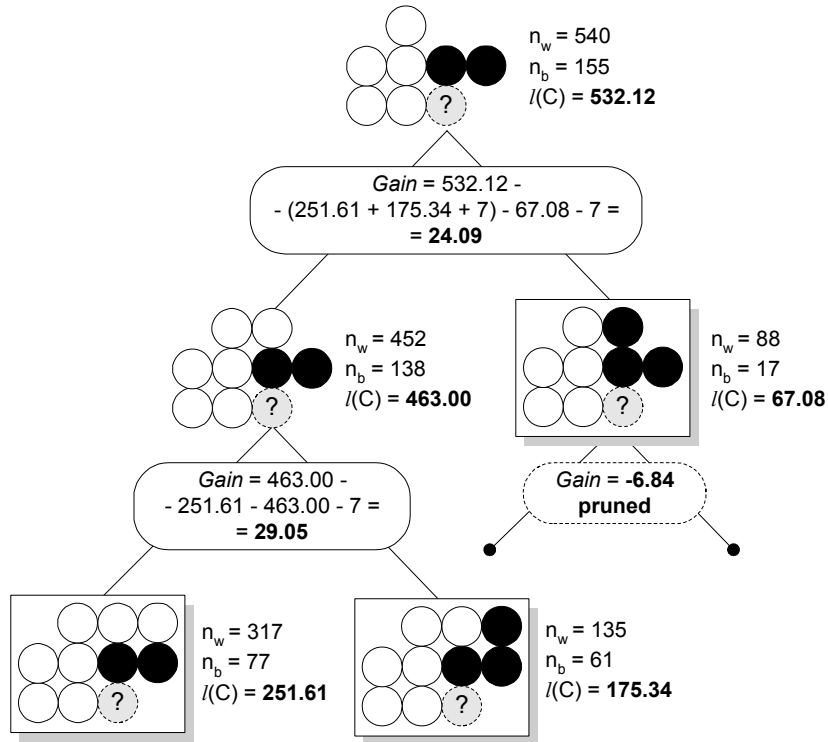 n_w = 540
n_b = 155
l(C) = 532.12
?
Gain = 532.12 -
- (251.61 + 175.34 + 7) - 67.08 - 7 =
= 24.09
n_w = 452
n_b = 138
l(C) = 463.00
?
n_w = 88
n_b = 17
l(C) = 67.08
?
Gain = 463.00 -
- 251.61 - 463.00 - 7 =
= 29.05
Gain = -6.84
pruned
n_w = 317
n_b = 77
l(C) = 251.61
?
n_w = 135
n_b = 61
l(C) = 175.34
?